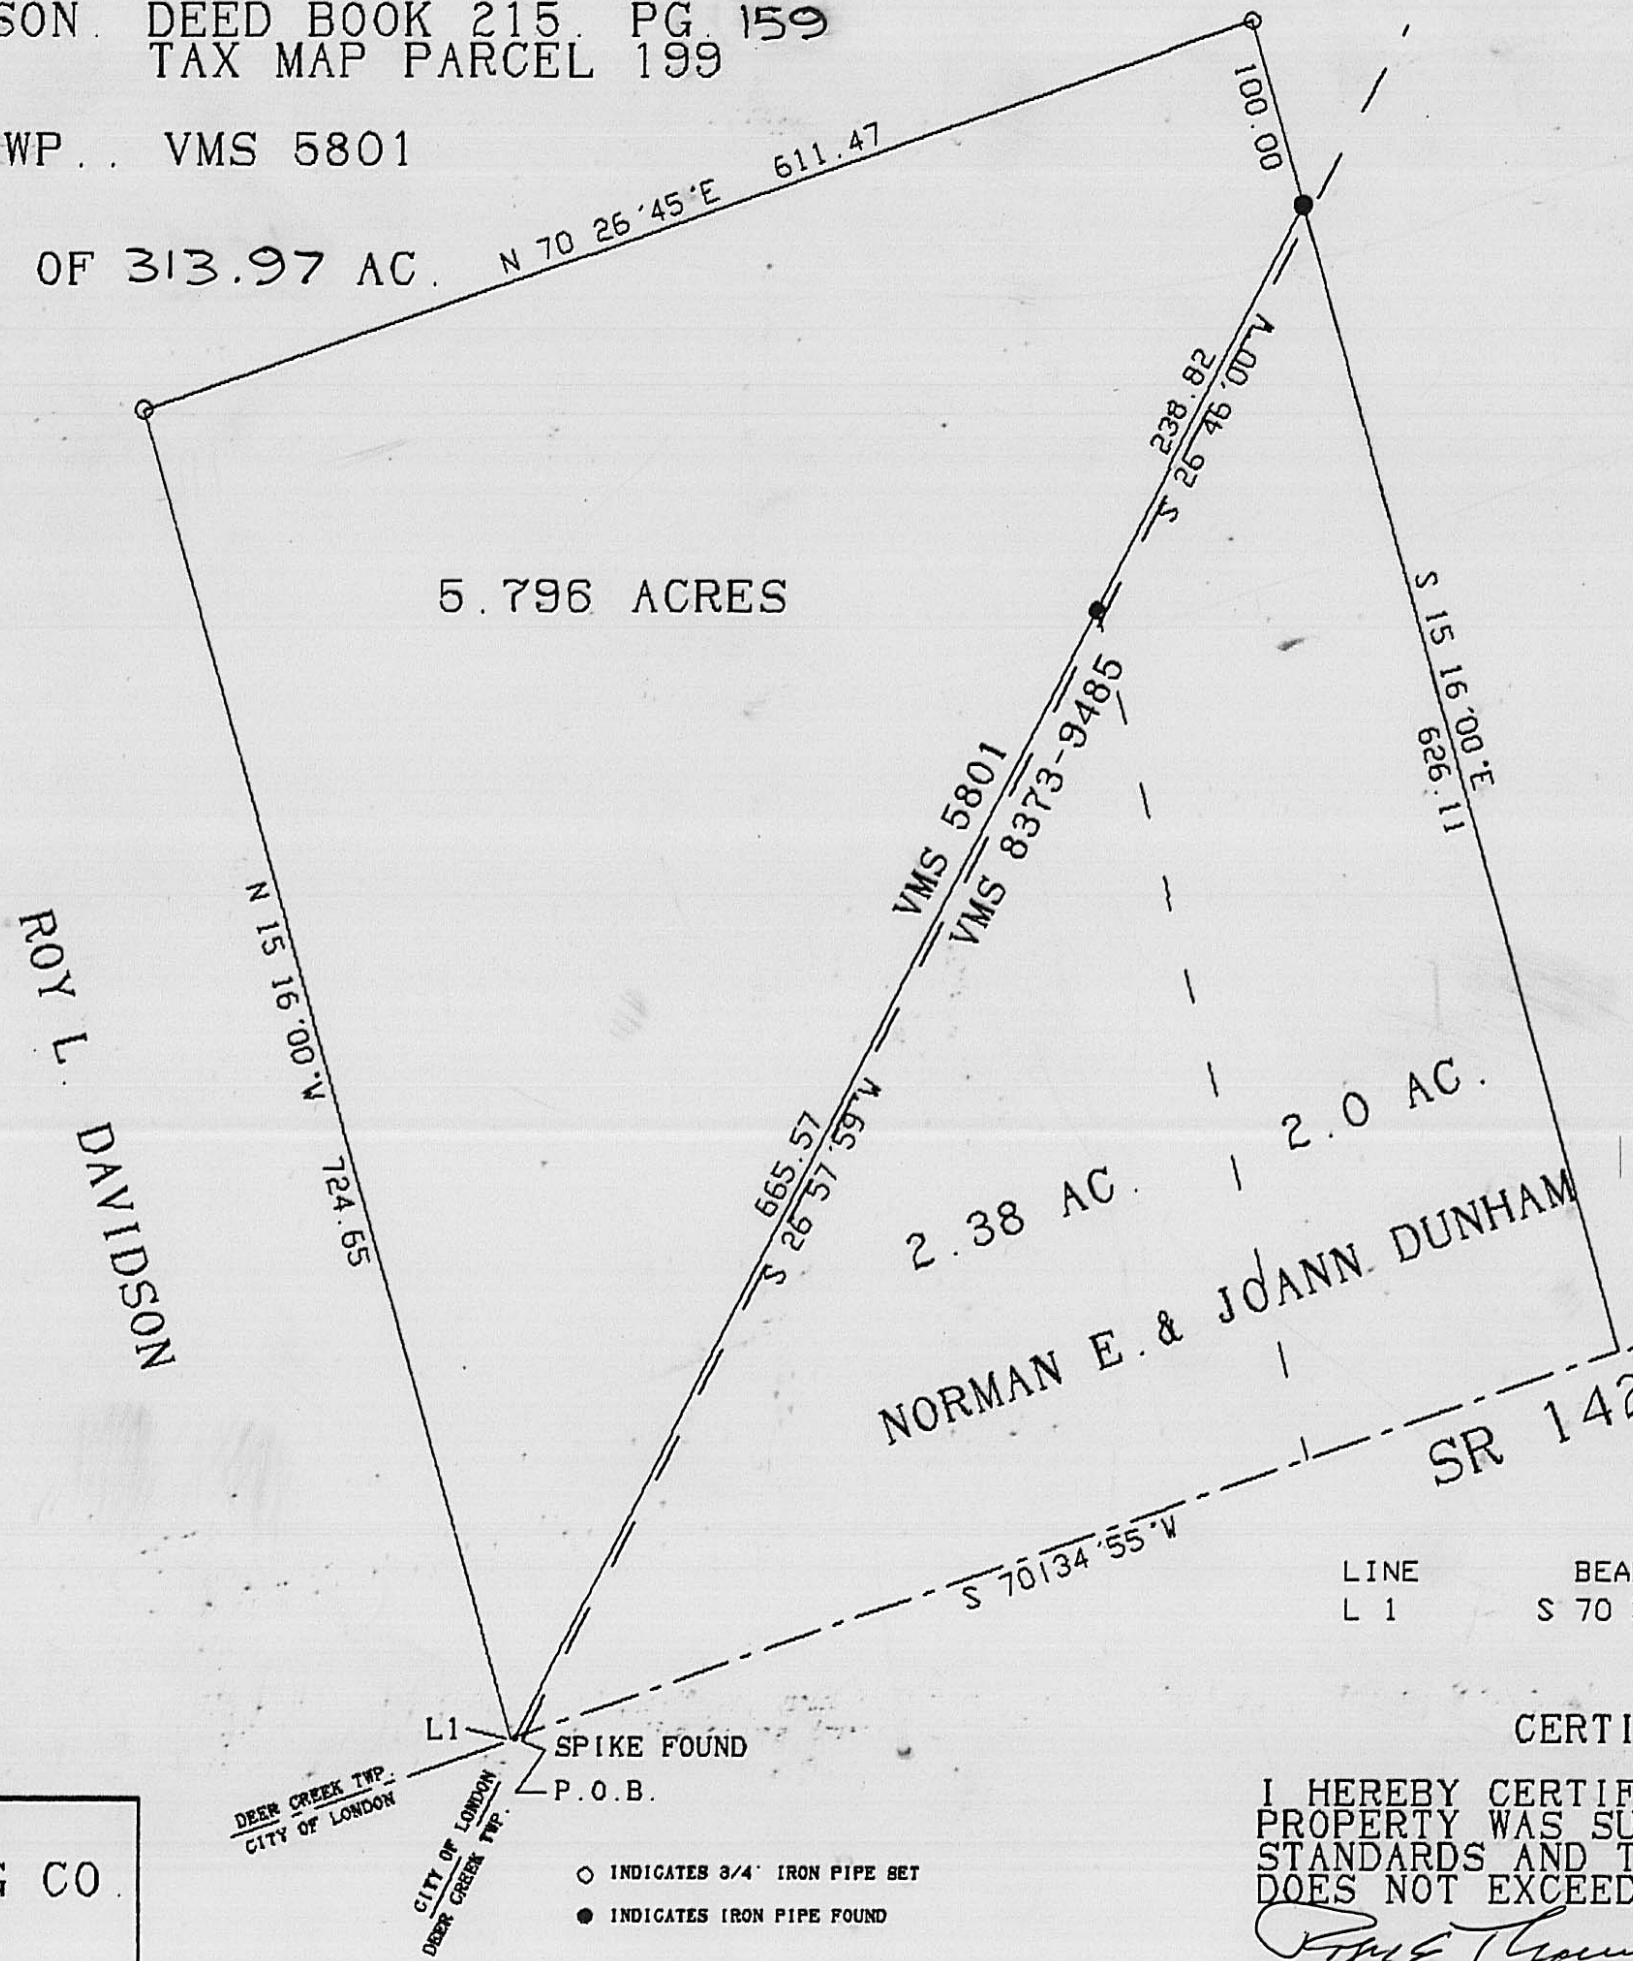 SON. DEED BOOK 215. PG. 159
TAX MAP PARCEL 199
WP.. VMS 5801
OF 313.97 AC.
N 70 26'45"E 611.47
100.00
238.82
S 26 46'00"W
5.796 ACRES
S 15 16'00"E
626.11
VMS 5801
VMS 8373-9485
N 15 16'00"W 724.65
ROY L. DAVIDSON
665.57
S 26 57'59"W
2.38 AC.
2.0 AC.
NORMAN E. & JOANN DUNHAM
SR 142
S 70 34'55"W
LINE BEA
L 1 S 70
L1
SPIKE FOUND
P.O.B.
DEER CREEK TWP.
CITY OF LONDON
CITY OF LONDON
DEER CREEK TWP.
○ INDICATES 3/4" IRON PIPE SET
● INDICATES IRON PIPE FOUND
G CO.
CERTI
I HEREBY CERTIF
PROPERTY WAS SU
STANDARDS AND T
DOES NOT EXCEED